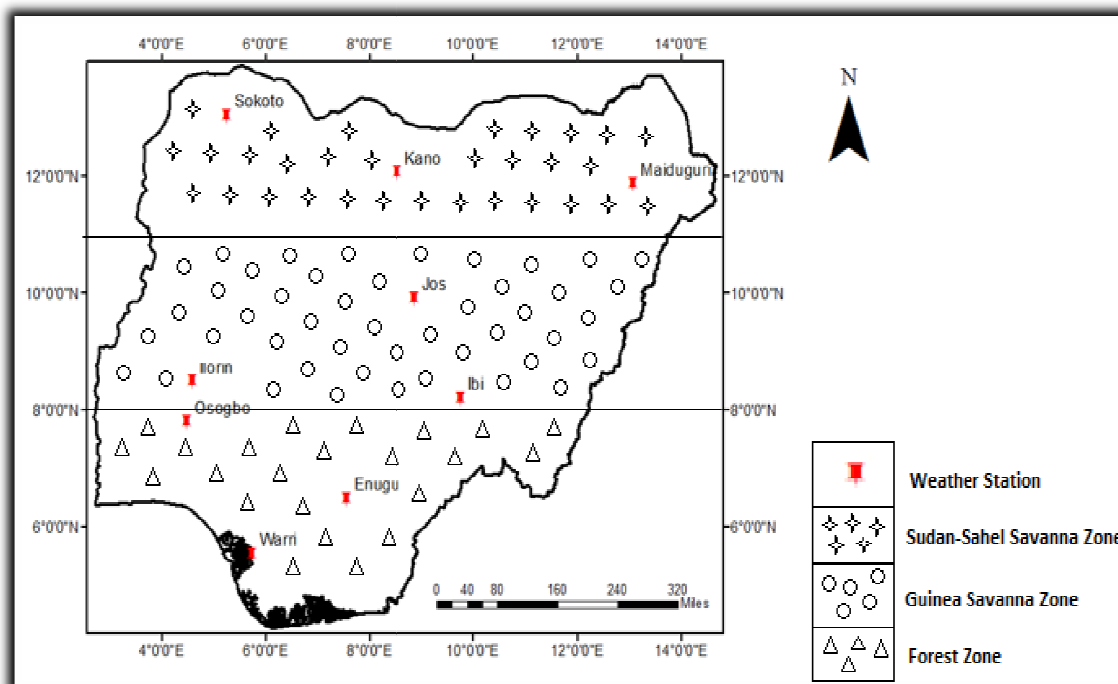 4°0'0"E 6°0'0"E 8°0'0"E 10°0'0"E 12°0'0"E 14°0'0"E
N
Sokoto
Kano
Maiduguri
12°0'0"N 12°0'0"N
Jos
10°0'0"N 10°0'0"N
Ilorin
Ibi
Osogbo
8°0'0"N 8°0'0"N
Enugu
6°0'0"N 6°0'0"N
Warri
0 40 80 160 240 320
Miles
4°0'0"E 6°0'0"E 8°0'0"E 10°0'0"E 12°0'0"E 14°0'0"E
Weather Station
Sudan-Sahel Savanna Zone
Guinea Savanna Zone
Forest Zone